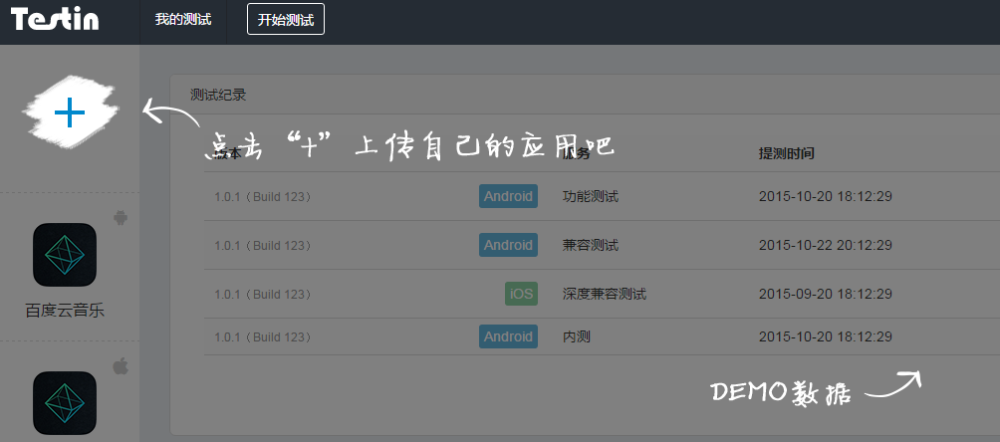 Testin 我的测试 开始测试
测试纪录
点击“+”上传自己的应用吧
版本 服务 提测时间
1.0.1 ( Build 123 ) Android 功能测试 2015-10-20 18:12:29
1.0.1 ( Build 123 ) Android 兼容测试 2015-10-22 20:12:29
1.0.1 ( Build 123 ) iOS 深度兼容测试 2015-09-20 18:12:29
百度云音乐
1.0.1 ( Build 123 ) Android 内测 2015-10-20 18:12:29
DEMO数据